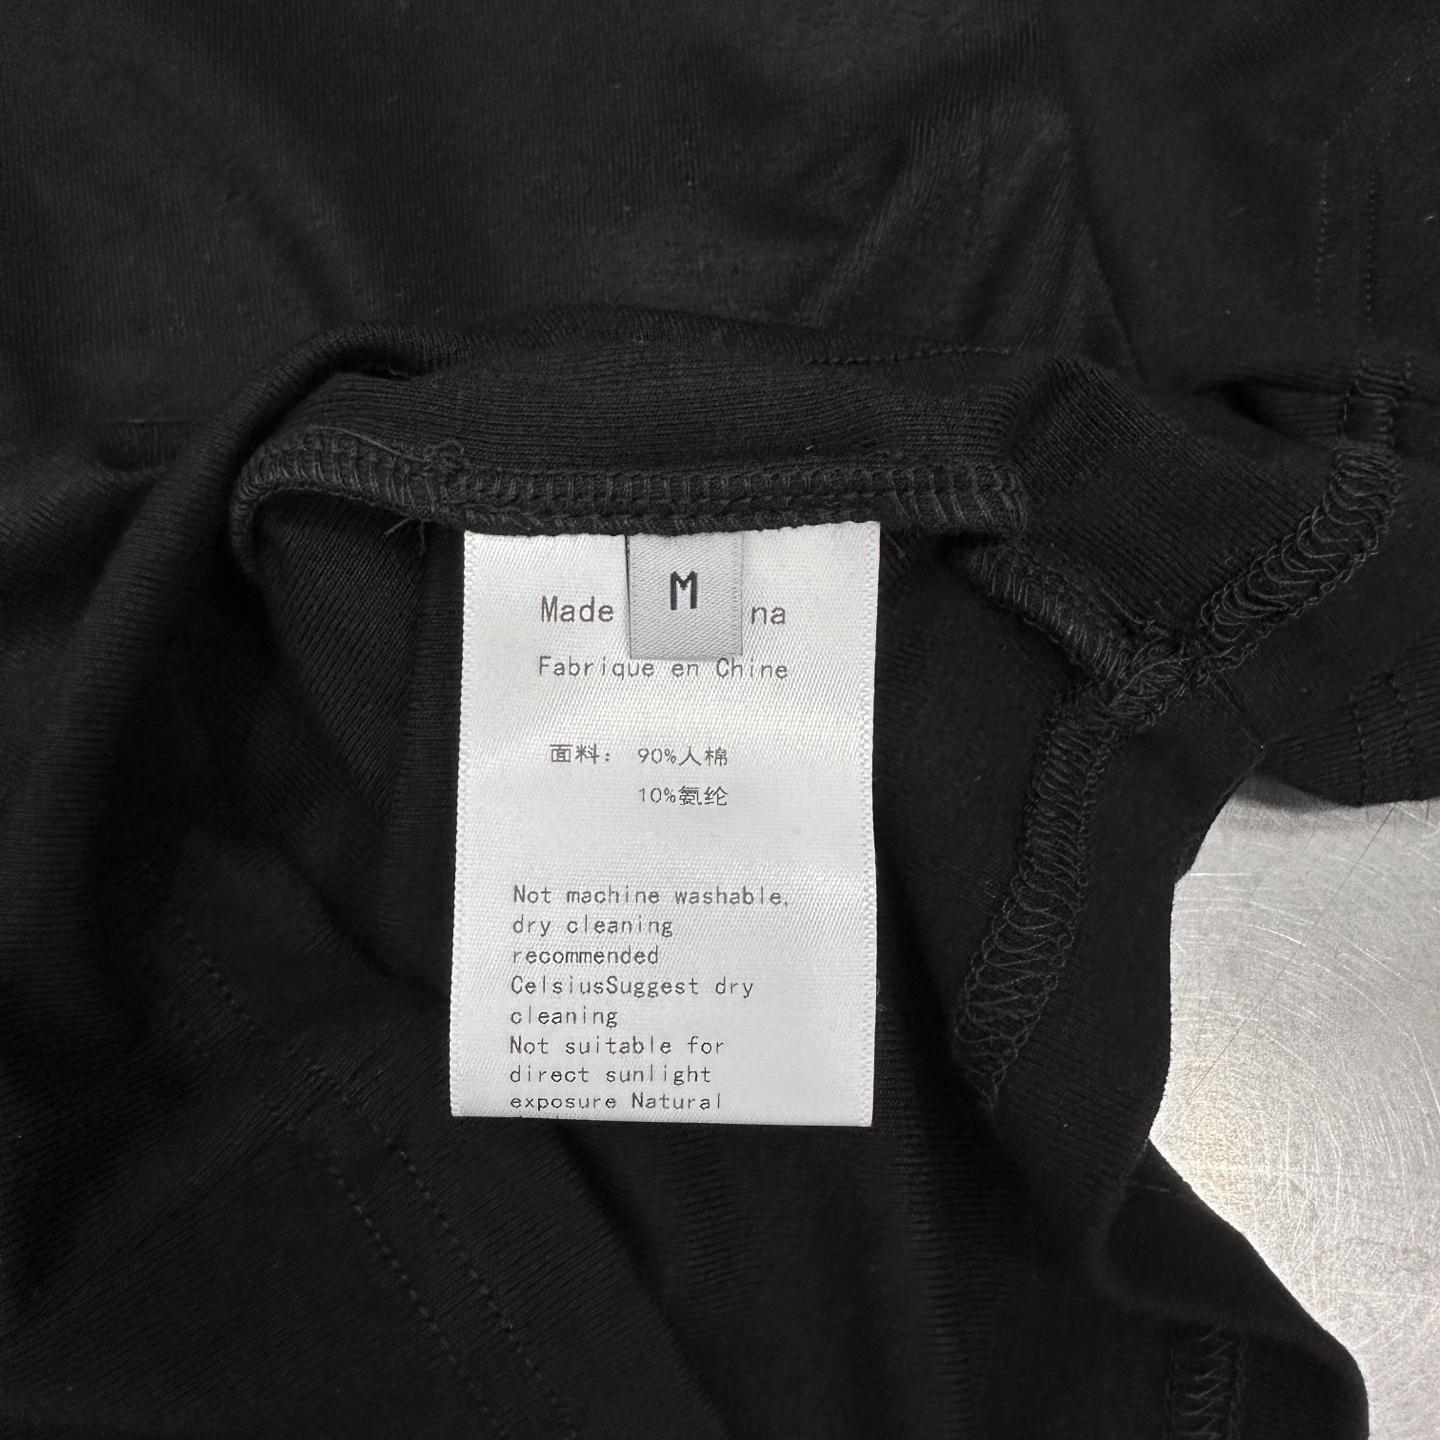 M
Made na
Fabrique en Chine
面料: 90%人棉
10%氨纶
Not machine washable,
dry cleaning
recommended
CelsiusSuggest dry
cleaning
Not suitable for
direct sunlight
exposure Natural